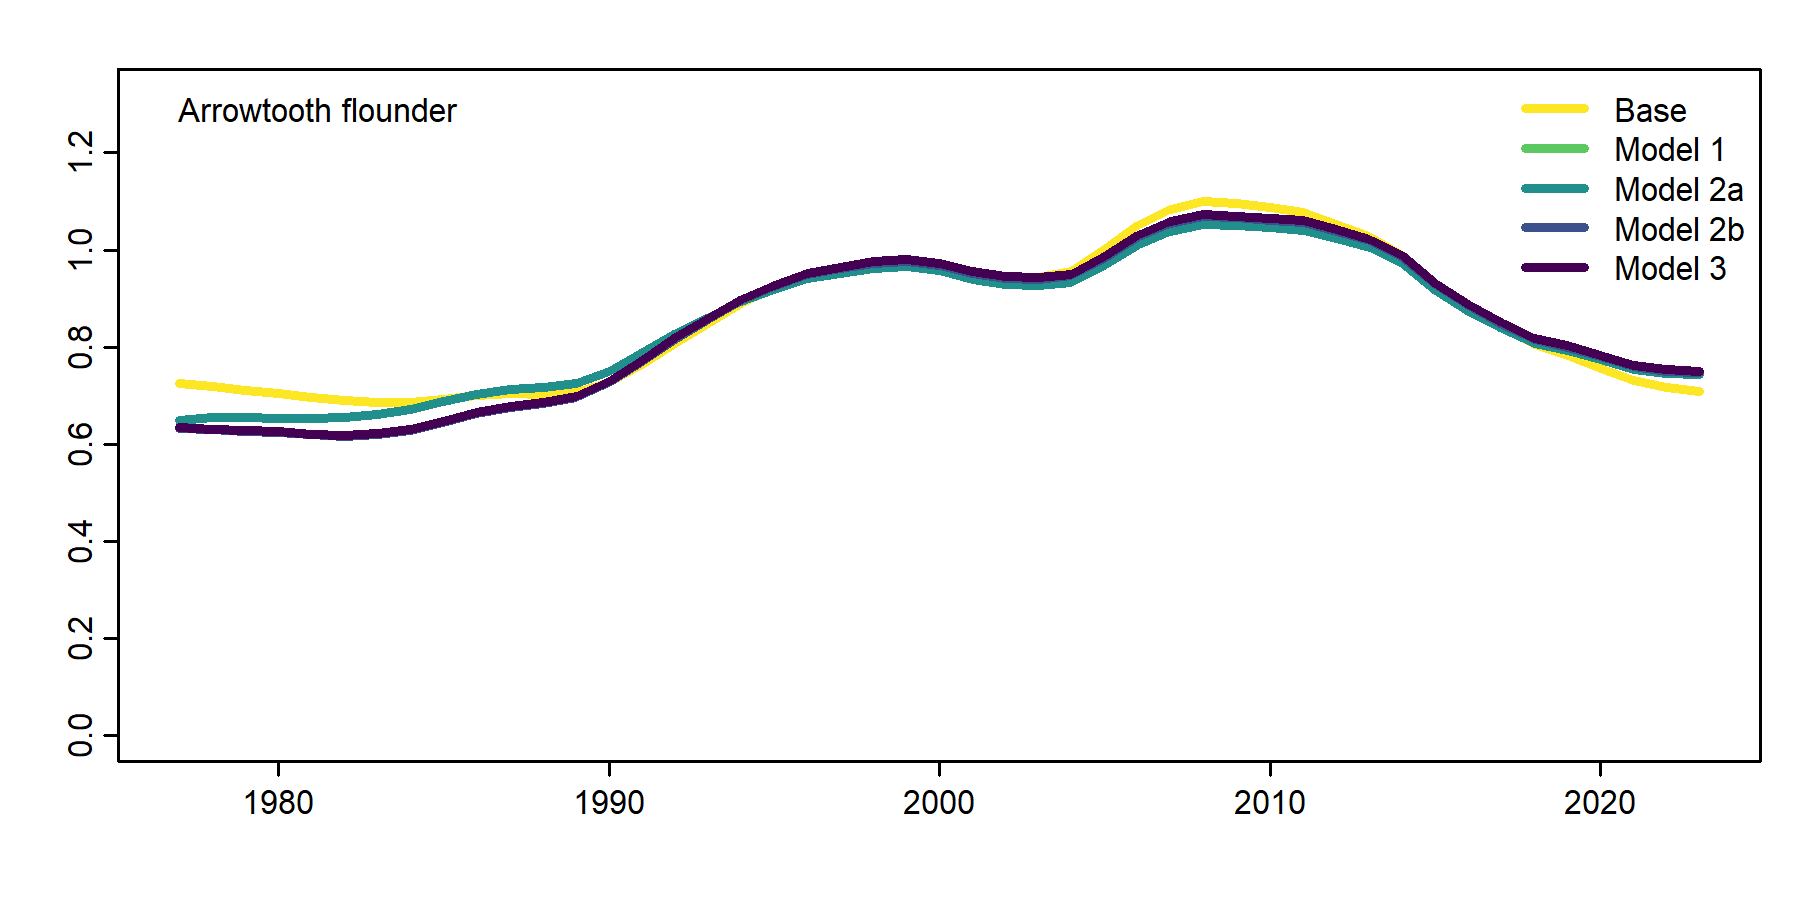 Arrowtooth flounder
Base
Model 1
Model 2a
Model 2b
Model 3
1.2
1.0
0.8
0.6
0.4
0.2
0.0
1980 1990 2000 2010 2020